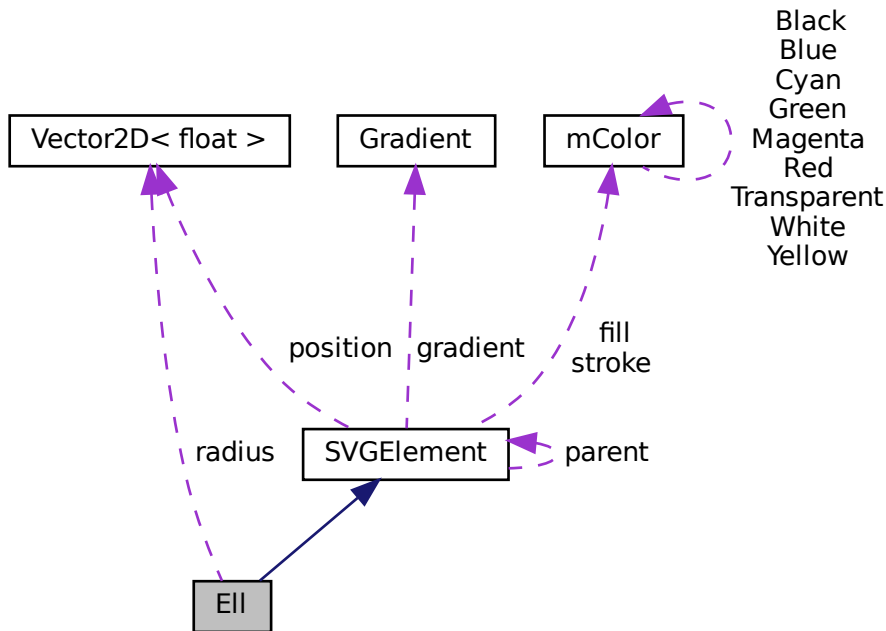 Black
Blue
Cyan
Green
Magenta
Red
Transparent
White
Yellow
Vector2D< float >
Gradient
mColor
position
gradient
fill
stroke
radius
SVGElement
parent
Ell